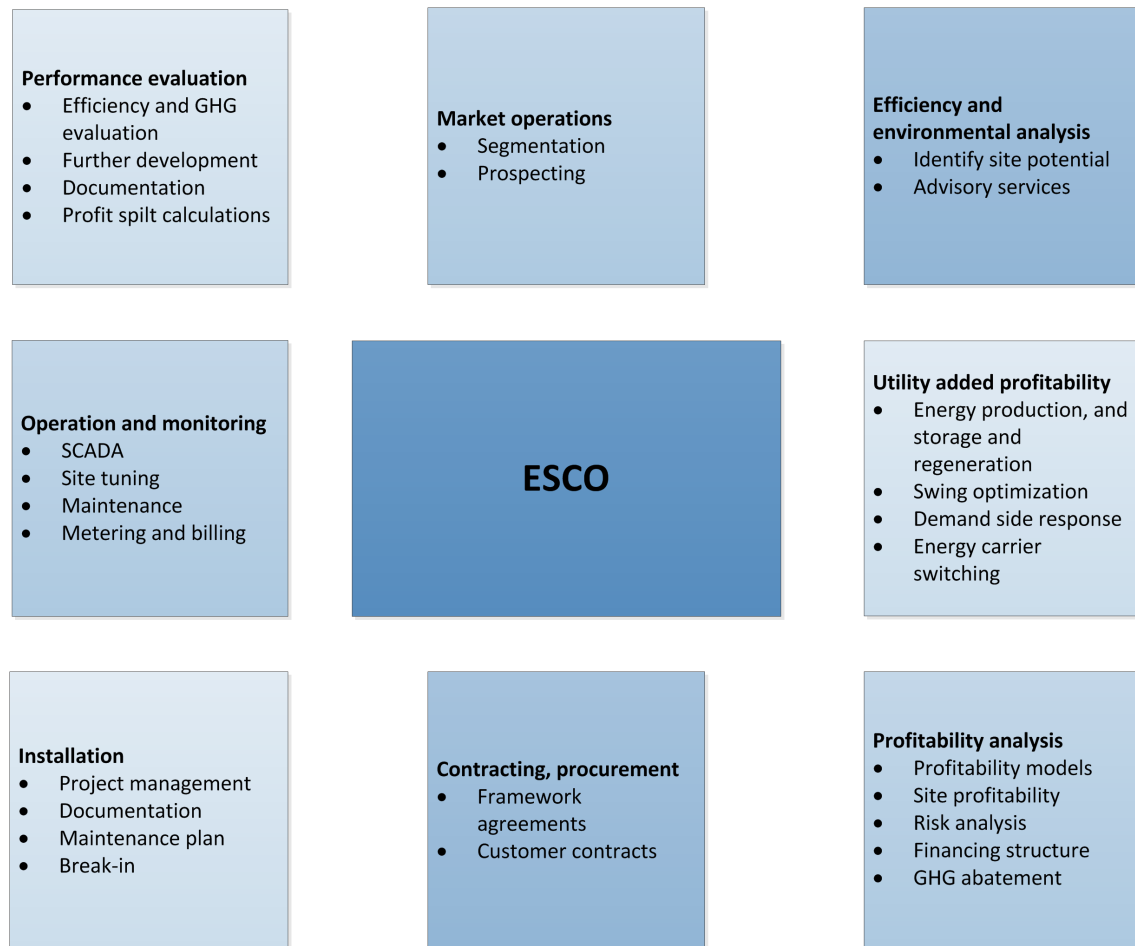 Performance evaluation
• Efficiency and GHG
evaluation
• Further development
• Documentation
• Profit spilt calculations
Market operations
• Segmentation
• Prospecting
Efficiency and
environmental analysis
• Identify site potential
• Advisory services
Operation and monitoring
• SCADA
• Site tuning
• Maintenance
• Metering and billing
ESCO
Utility added profitability
• Energy production, and
storage and
regeneration
• Swing optimization
• Demand side response
• Energy carrier
switching
Installation
• Project management
• Documentation
• Maintenance plan
• Break-in
Contracting, procurement
• Framework
agreements
• Customer contracts
Profitability analysis
• Profitability models
• Site profitability
• Risk analysis
• Financing structure
• GHG abatement